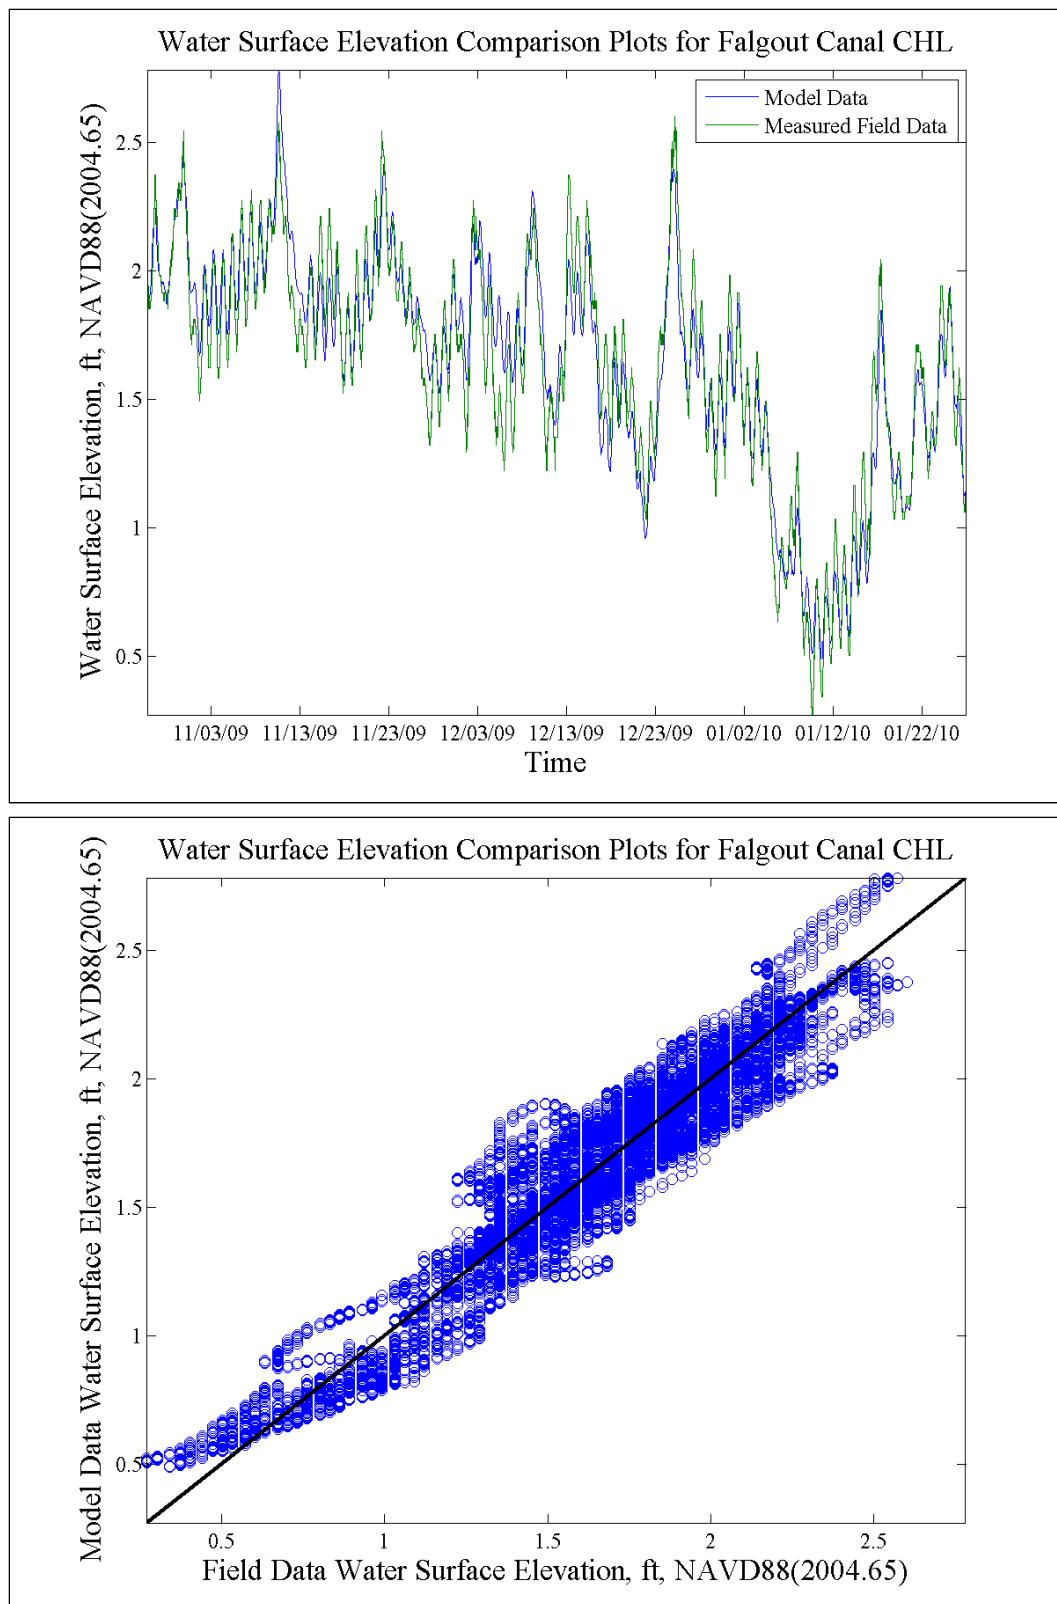 Water Surface Elevation Comparison Plots for Falgout Canal CHL
Model Data
Measured Field Data
Water Surface Elevation, ft, NAVD88(2004.65)
2.5
2
1.5
1
0.5
11/03/09 11/13/09 11/23/09 12/03/09 12/13/09 12/23/09 01/02/10 01/12/10 01/22/10
Time
Water Surface Elevation Comparison Plots for Falgout Canal CHL
Model Data Water Surface Elevation, ft, NAVD88(2004.65)
2.5
2
1.5
1
0.5
0.5 1 1.5 2 2.5
Field Data Water Surface Elevation, ft, NAVD88(2004.65)